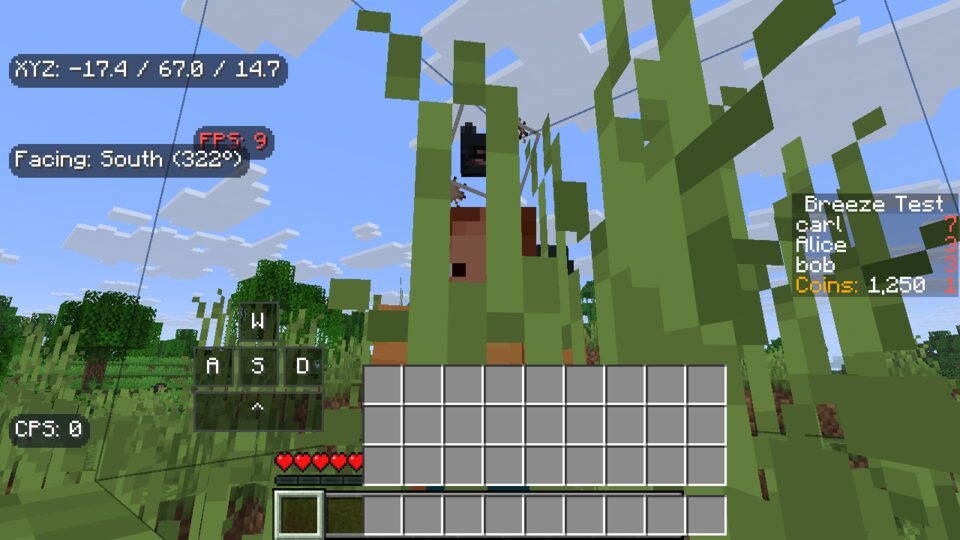 XYZ: -17.4 / 67.0 / 14.7
FPS: 9
Facing: South (322°)
Breeze Test
carl 7
Alice 3
bob 3
Coins: 1,250 1
W
A S D
^
CPS: 0